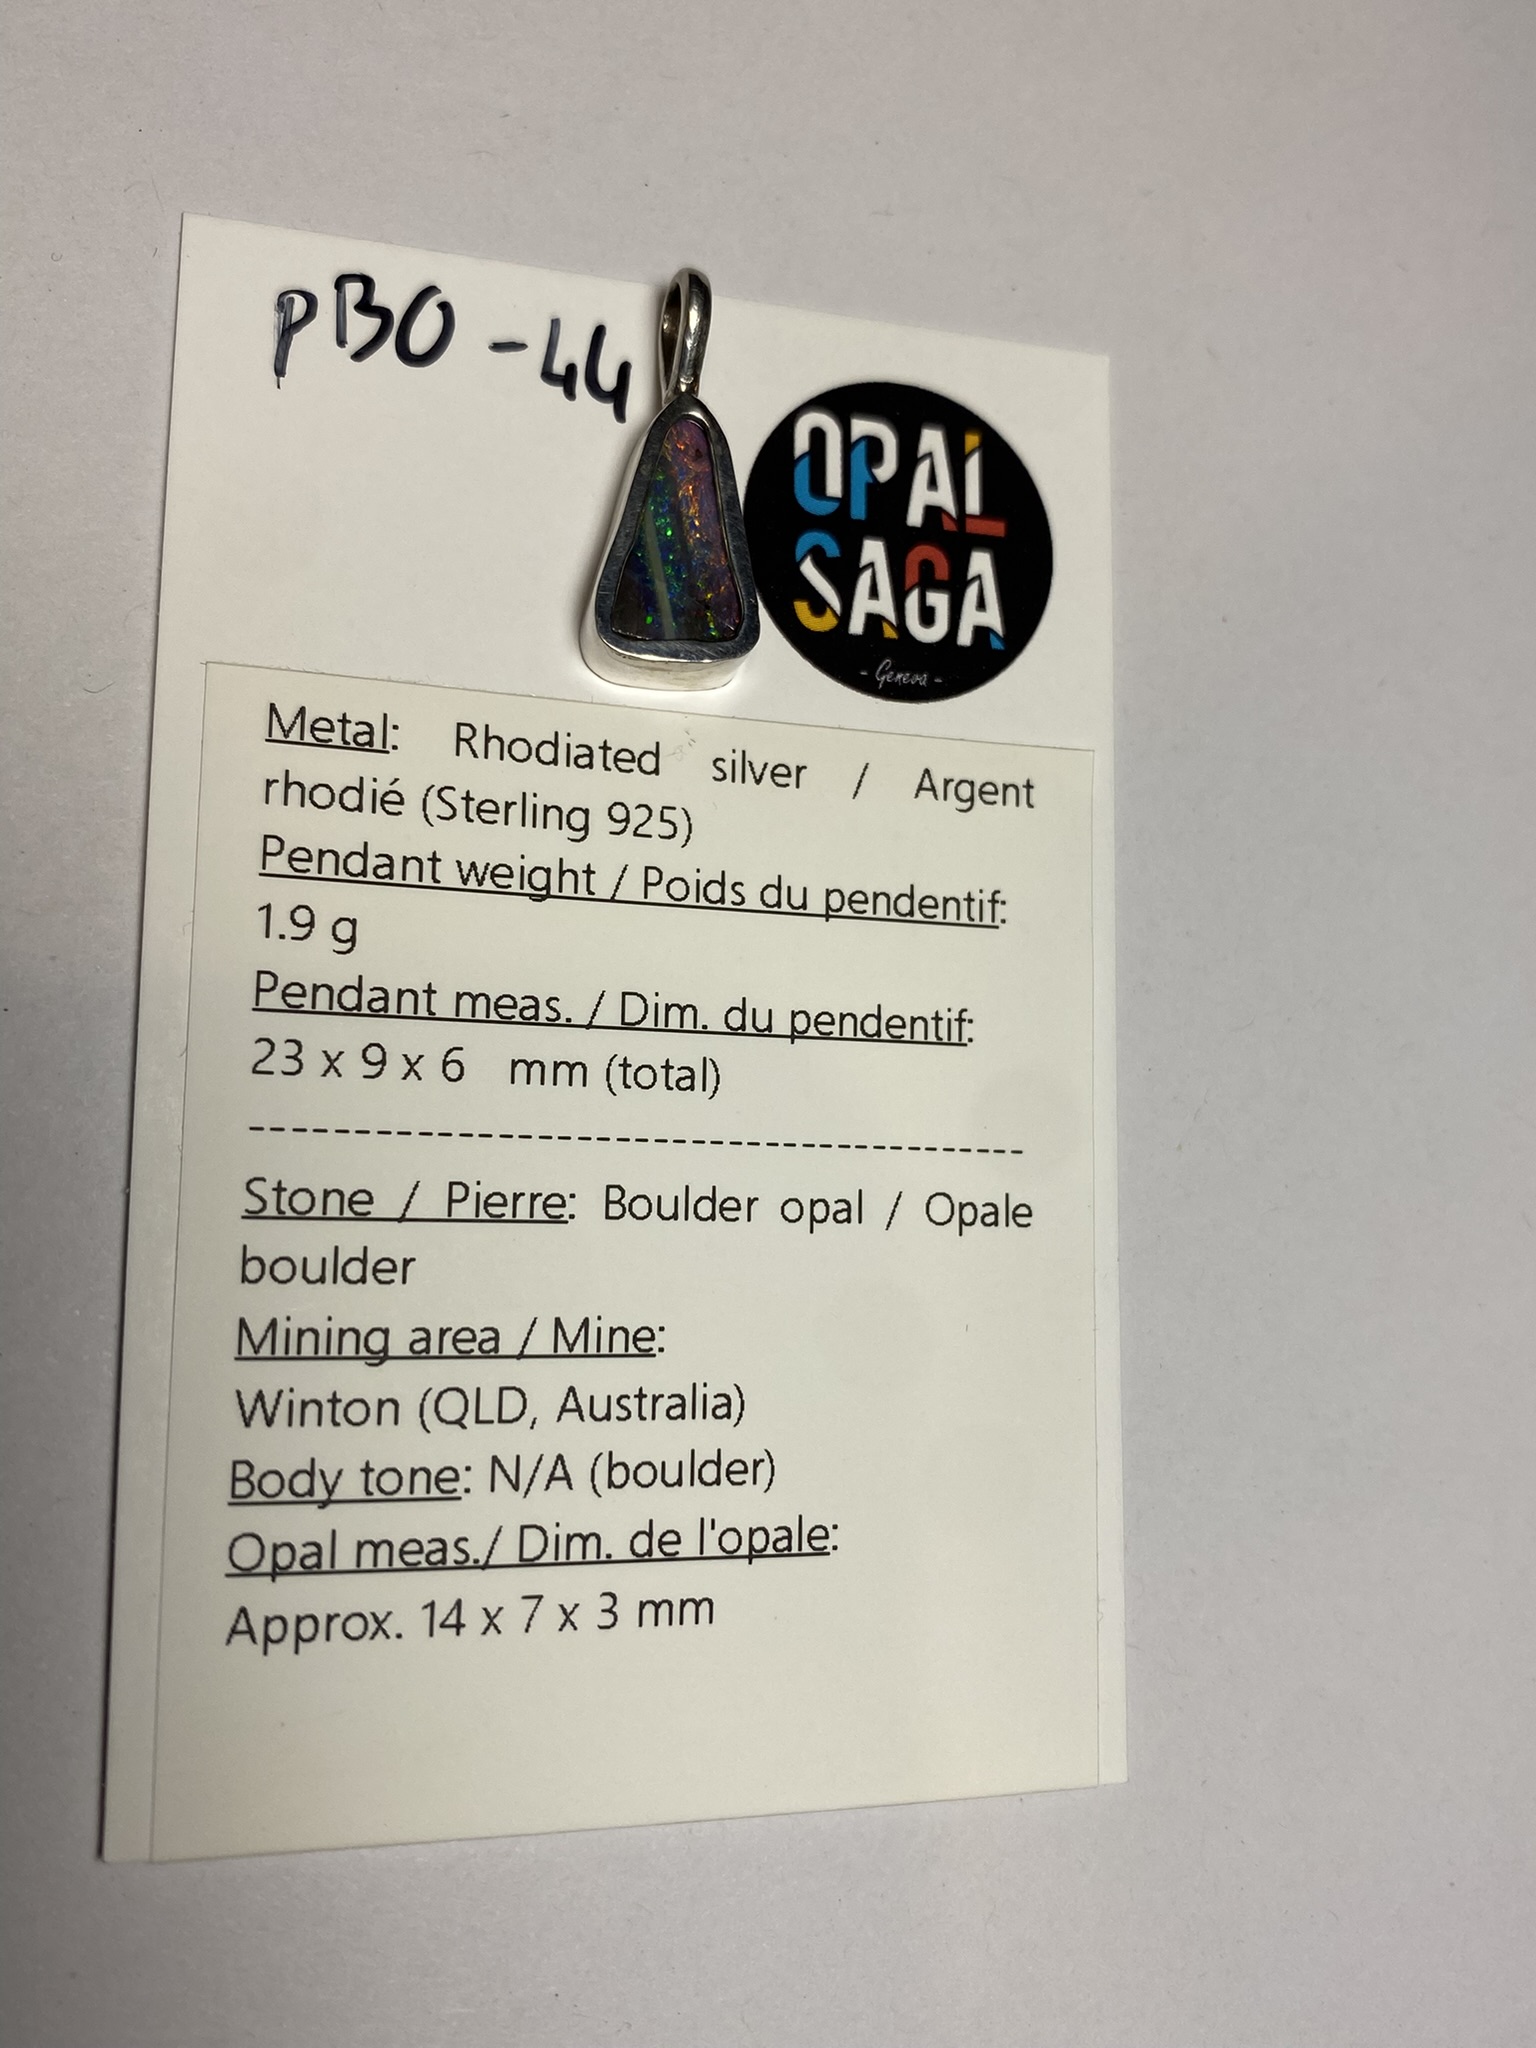 PBO-44
OPAL
SAGA
- Geneva -
Metal: Rhodiated silver / Argent
rhodié (Sterling 925)
Pendant weight / Poids du pendentif:
1.9 g
Pendant meas. / Dim. du pendentif:
23 x 9 x 6 mm (total)
----------------------------------------
Stone / Pierre: Boulder opal / Opale
boulder
Mining area / Mine:
Winton (QLD, Australia)
Body tone: N/A (boulder)
Opal meas./ Dim. de l'opale:
Approx. 14 x 7 x 3 mm